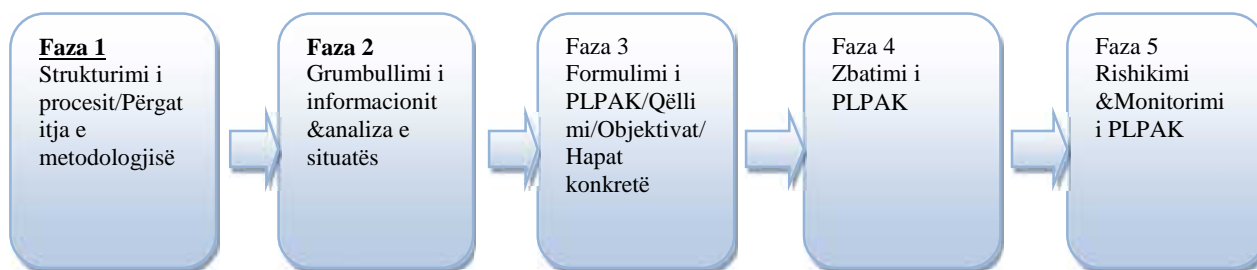 Faza 1
Strukturimi i
procesit/Përgat
itja e
metodologjisë
Faza 2
Grumbullimi i
informacionit
&analiza e
situatës
Faza 3
Formulimi i
PLPAK/Qëlli
mi/Objektivat/
Hapat
konkretë
Faza 4
Zbatimi i
PLPAK
Faza 5
Rishikimi
&Monitorimi
i PLPAK